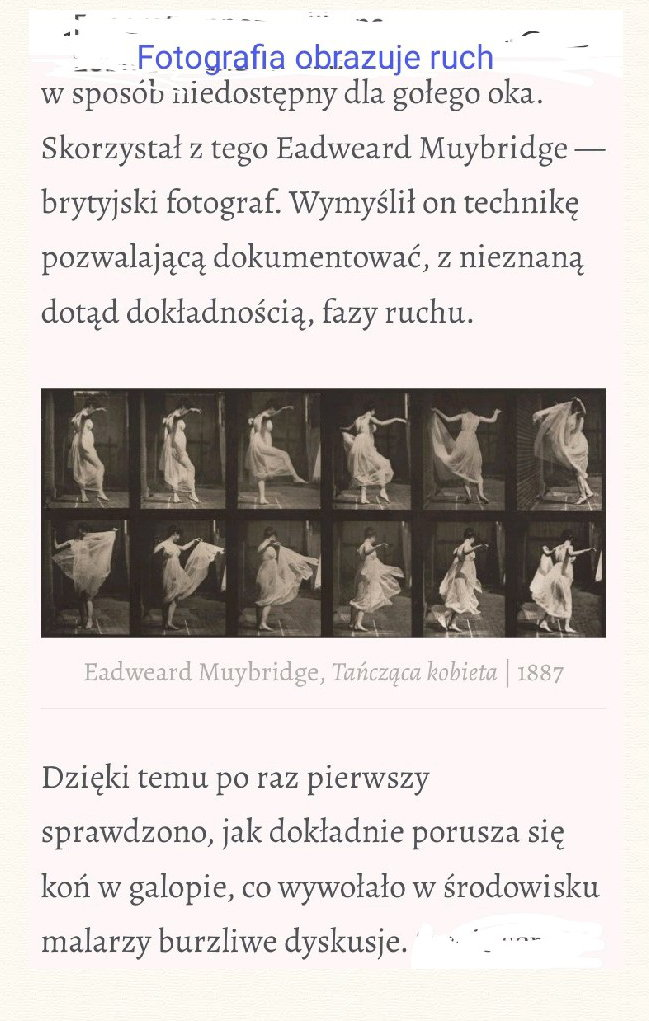 Fotografia obrazuje ruch
w sposób niedostępny dla gołego oka.
Skorzystał z tego Eadweard Muybridge —
brytyjski fotograf. Wymyślił on technikę
pozwalającą dokumentować, z nieznaną
dotąd dokładnością, fazy ruchu.
Eadweard Muybridge, Tańcząca kobieta | 1887
Dzięki temu po raz pierwszy
sprawdzono, jak dokładnie porusza się
koń w galopie, co wywołało w środowisku
malarzy burzliwe dyskusje.